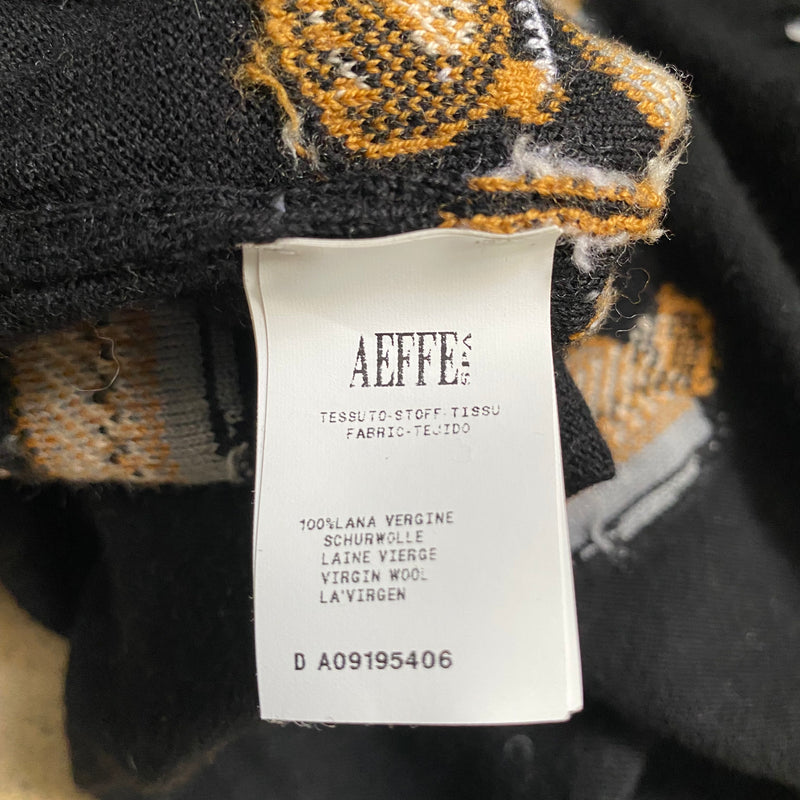 AEFFE S.P.A.
TESSUTO-STOFF-TISSU
FABRIC-TEJIDO
100%LANA VERGINE
SCHURWOLLE
LAINE VIERGE
VIRGIN WOOL
LA'VIRGEN
D A09195406